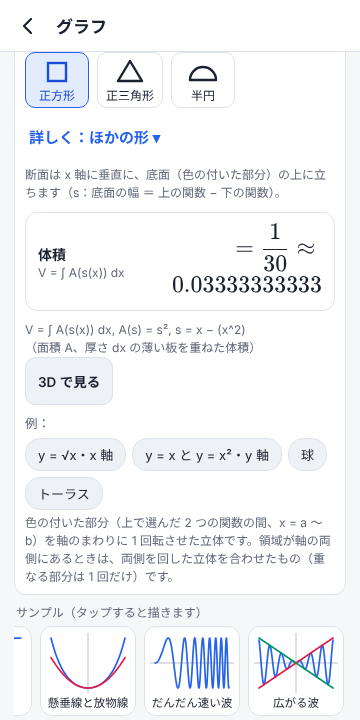 グラフ
正方形 正三角形 半円
詳しく：ほかの形 ▾
断面は x 軸に垂直に、底面（色の付いた部分）の上に立
ちます（s：底面の幅 ＝ 上の関数 − 下の関数）。
体積
V = ∫ A(s(x)) dx
= 1/30 ≈
0.03333333333
V = ∫ A(s(x)) dx, A(s) = s², s = x − (x^2)
（面積 A、厚さ dx の薄い板を重ねた体積）
3D で見る
例：
y = √x・x 軸 y = x と y = x²・y 軸 球
トーラス
色の付いた部分（上で選んだ 2 つの関数の間、x = a ～
b）を軸のまわりに 1 回転させた立体です。領域が軸の両
側にあるときは、両側を回した立体を合わせたもの（重
なる部分は 1 回だけ）です。
サンプル（タップすると描きます）
懸垂線と放物線 だんだん速い波 広がる波